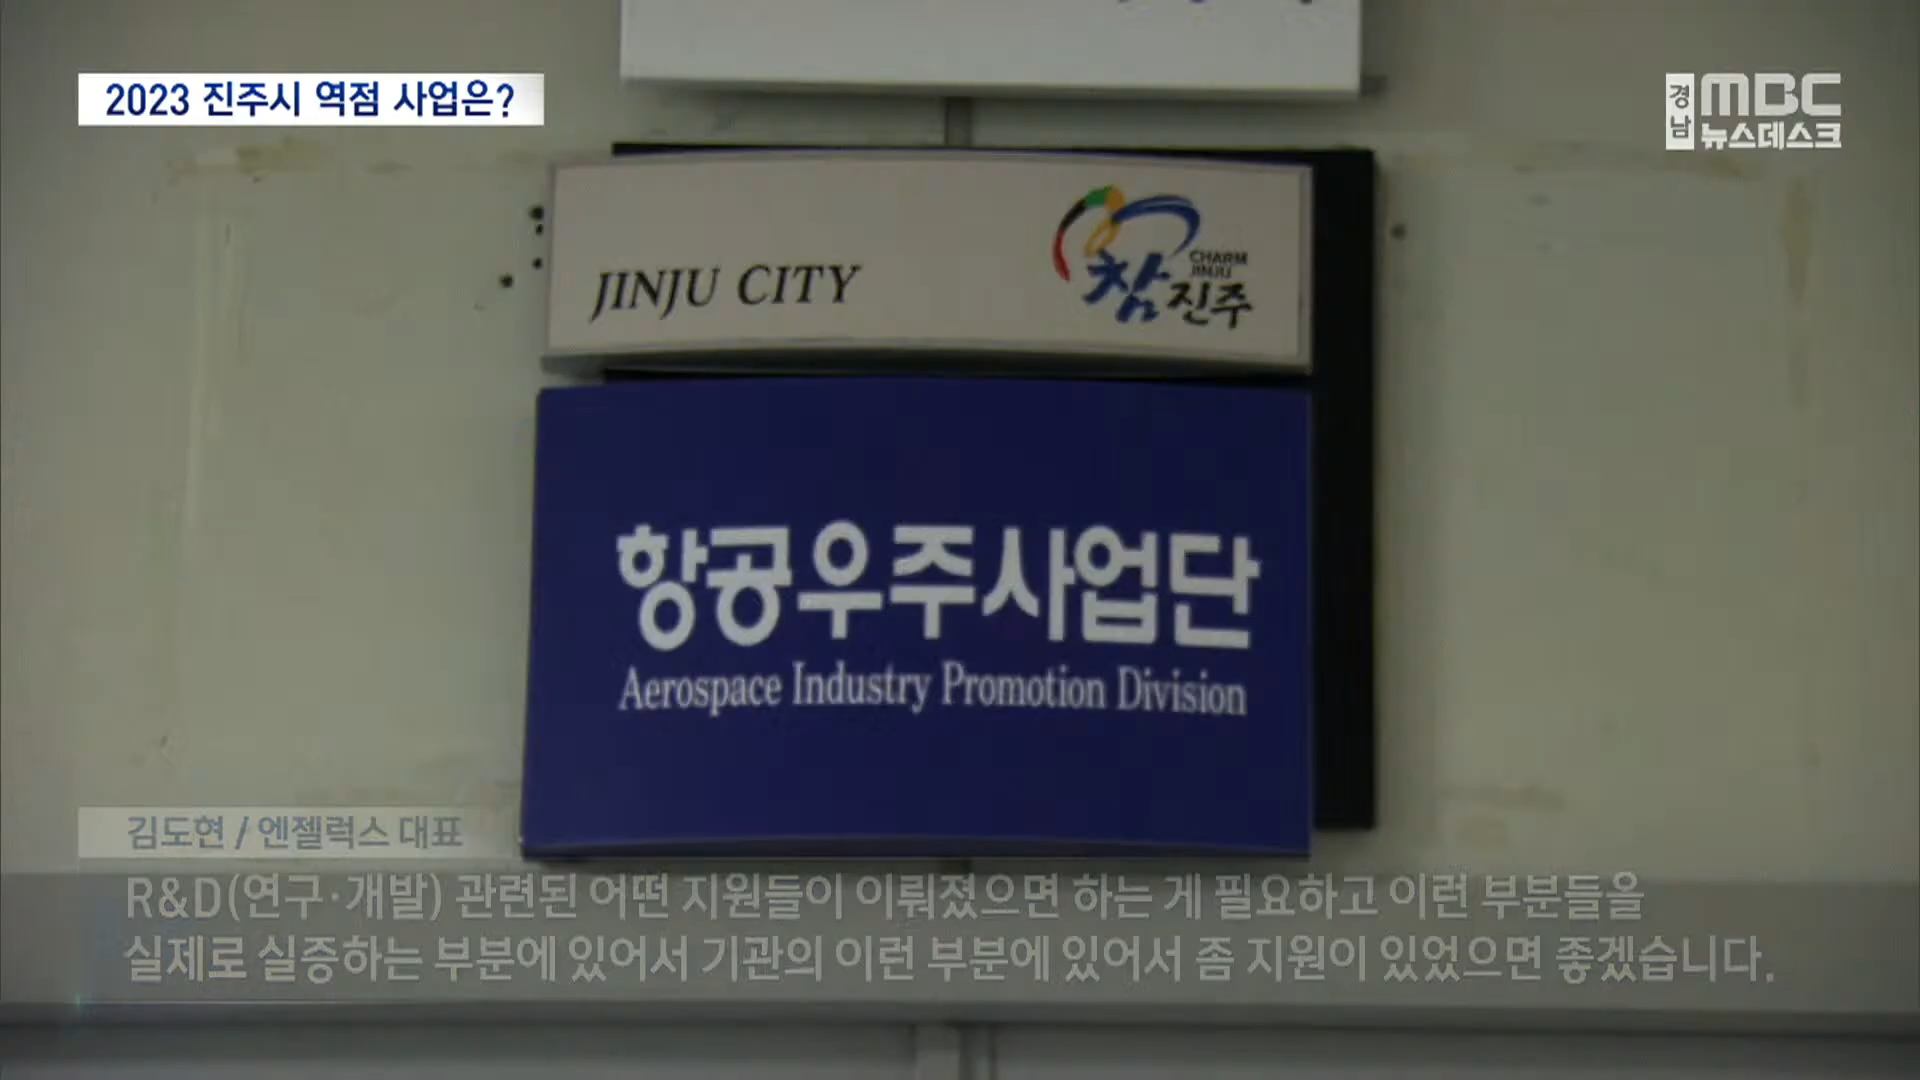 2023 진주시 역점 사업은?
경남
MBC
뉴스데스크
JINJU CITY
CHARM
JINJU
참진주
항공우주사업단
Aerospace Industry Promotion Division
김도현 / 엔젤럭스 대표
R&D(연구·개발) 관련된 어떤 지원들이 이뤄졌으면 하는 게 필요하고 이런 부분들을
실제로 실증하는 부분에 있어서 기관의 이런 부분에 있어서 좀 지원이 있었으면 좋겠습니다.